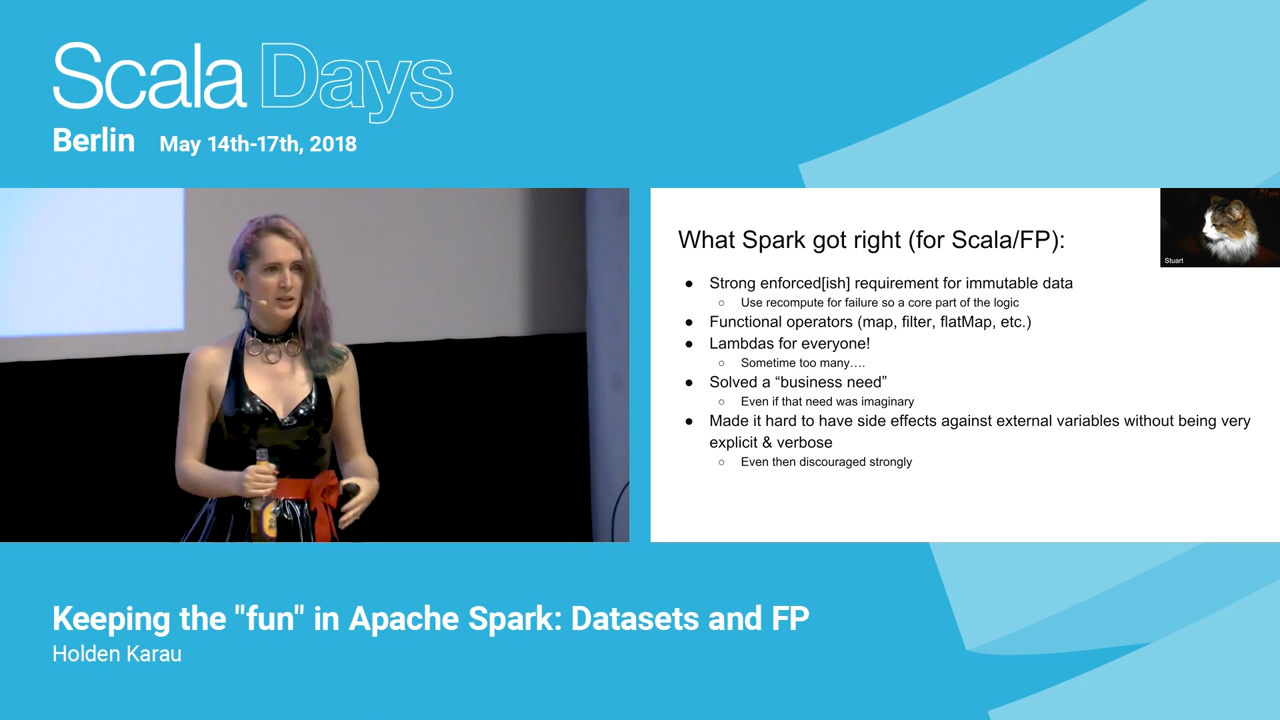 Scala Days
Berlin May 14th-17th, 2018
What Spark got right (for Scala/FP):
Stuart
● Strong enforced[ish] requirement for immutable data
○ Use recompute for failure so a core part of the logic
● Functional operators (map, filter, flatMap, etc.)
● Lambdas for everyone!
○ Sometime too many….
● Solved a “business need”
○ Even if that need was imaginary
● Made it hard to have side effects against external variables without being very
explicit & verbose
○ Even then discouraged strongly
Keeping the "fun" in Apache Spark: Datasets and FP
Holden Karau